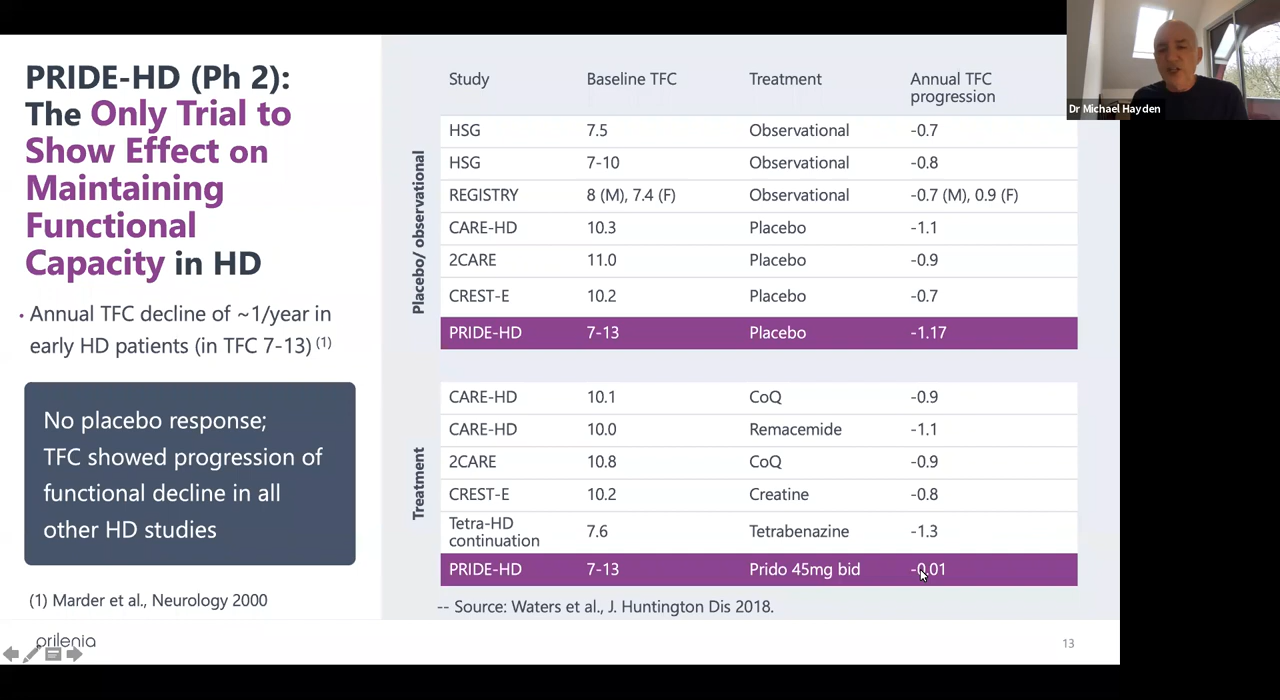 PRIDE-HD (Ph 2):
The Only Trial to
Show Effect on
Maintaining
Functional
Capacity in HD
• Annual TFC decline of ~1/year in
early HD patients (in TFC 7-13) (1)
No placebo response;
TFC showed progression of
functional decline in all
other HD studies
(1) Marder et al., Neurology 2000
prilenia
Study Baseline TFC Treatment Annual TFC
progression
Placebo/ observational
HSG 7.5 Observational -0.7
HSG 7-10 Observational -0.8
REGISTRY 8 (M), 7.4 (F) Observational -0.7 (M), 0.9 (F)
CARE-HD 10.3 Placebo -1.1
2CARE 11.0 Placebo -0.9
CREST-E 10.2 Placebo -0.7
PRIDE-HD 7-13 Placebo -1.17
Treatment
CARE-HD 10.1 CoQ -0.9
CARE-HD 10.0 Remacemide -1.1
2CARE 10.8 CoQ -0.9
CREST-E 10.2 Creatine -0.8
Tetra-HD
continuation 7.6 Tetrabenazine -1.3
PRIDE-HD 7-13 Prido 45mg bid -0.01
-- Source: Waters et al., J. Huntington Dis 2018.
13
Dr Michael Hayden